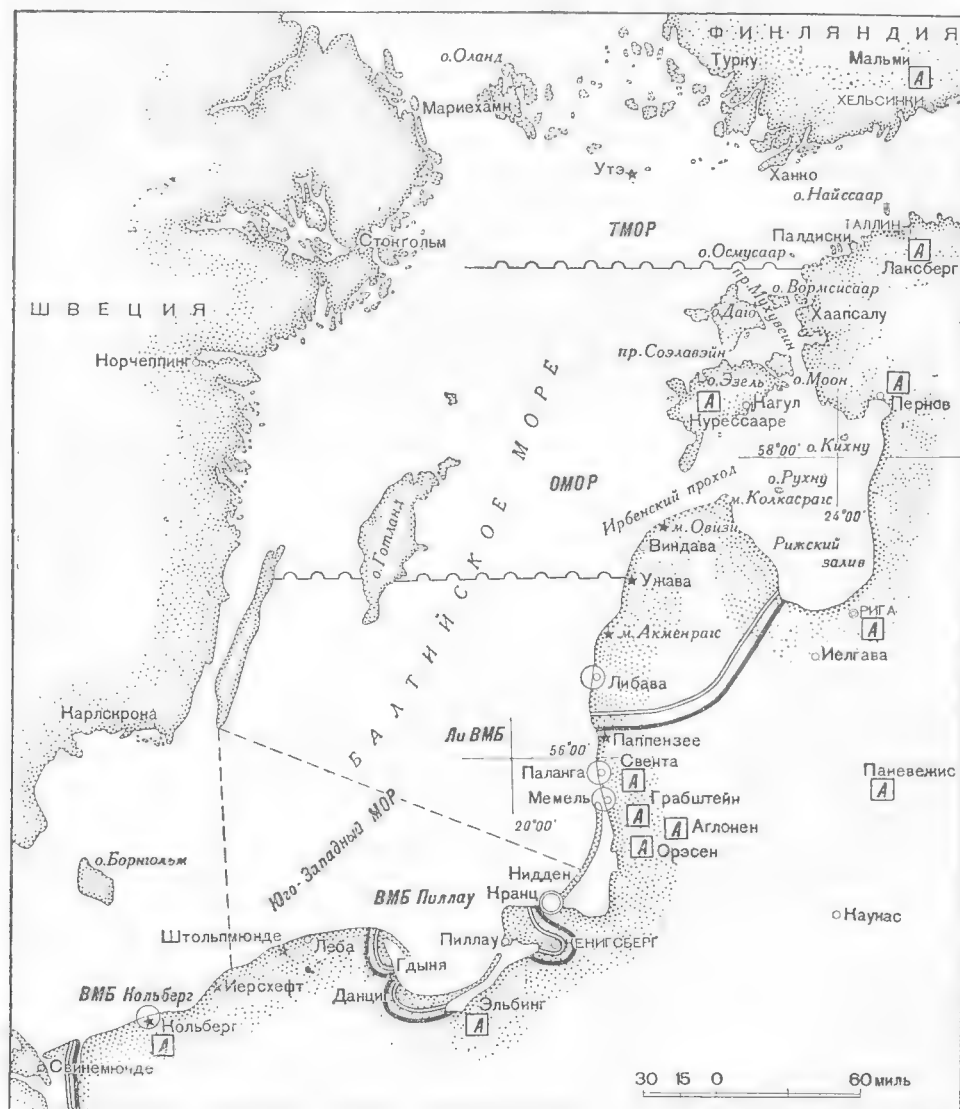 ФИНЛЯНДИЯ
о.Оланд
Турку
Мальми
А
ХЕЛЬСИНКИ
Мариехамн
Утэ
Ханко
о.Найссаар
ТАЛЛИН
Стокгольм
ТМОР
Палдиски
о.Осмусаар
А
Лаксберг
пр.Мухувейн
о.Вормсисаар
ШВЕЦИЯ
о.Даго
Хаапсалу
Норчеппинг
пр.Соэлавэйн
о.Эзель
о.Моон
А
А
Нагул
Пернов
Курессааре
58°00'
о.Кихну
ОМОР
Ирбенский проход
о.Рухну
м.Колкасрагс
24°00'
о Готланд
м.Овизи
Виндава
Рижский
залив
БАЛТИЙСКОЕ МОРЕ
Ужава
РИГА
м.Акменрагс
А
Иелгава
Либава
Карлскрона
Ли ВМБ
Паппензее
56°00'
Свента
Паланга
А
Паневежис
А
Мемель
Грабштейн
20°00'
А
А
Аглонен
А
Орэсен
о.Борнгольм
Юго-Западный МОР
Нидден
ВМБ Пиллау
Кранц
Каунас
Штольпмюнде
Леба
Пиллау
КЕНИГСБЕРГ
Гдыня
Иерсхефт
ВМБ Кольберг
Данциг
Эльбинг
Кольберг
А
А
Свинемюнде
30 15 0 60 миль